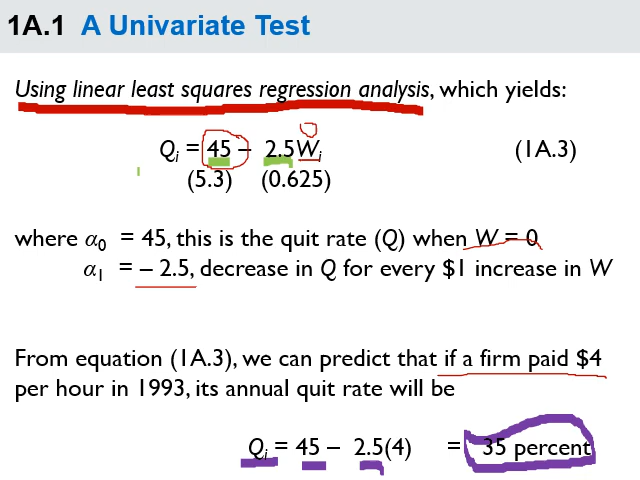 1A.1 A Univariate Test
Using linear least squares regression analysis, which yields:
Qi = 45 – 2.5Wi (1A.3)
(5.3) (0.625)
where α0 = 45, this is the quit rate (Q) when W = 0
α1 = – 2.5, decrease in Q for every $1 increase in W
From equation (1A.3), we can predict that if a firm paid $4
per hour in 1993, its annual quit rate will be
Qi = 45 – 2.5(4) = 35 percent